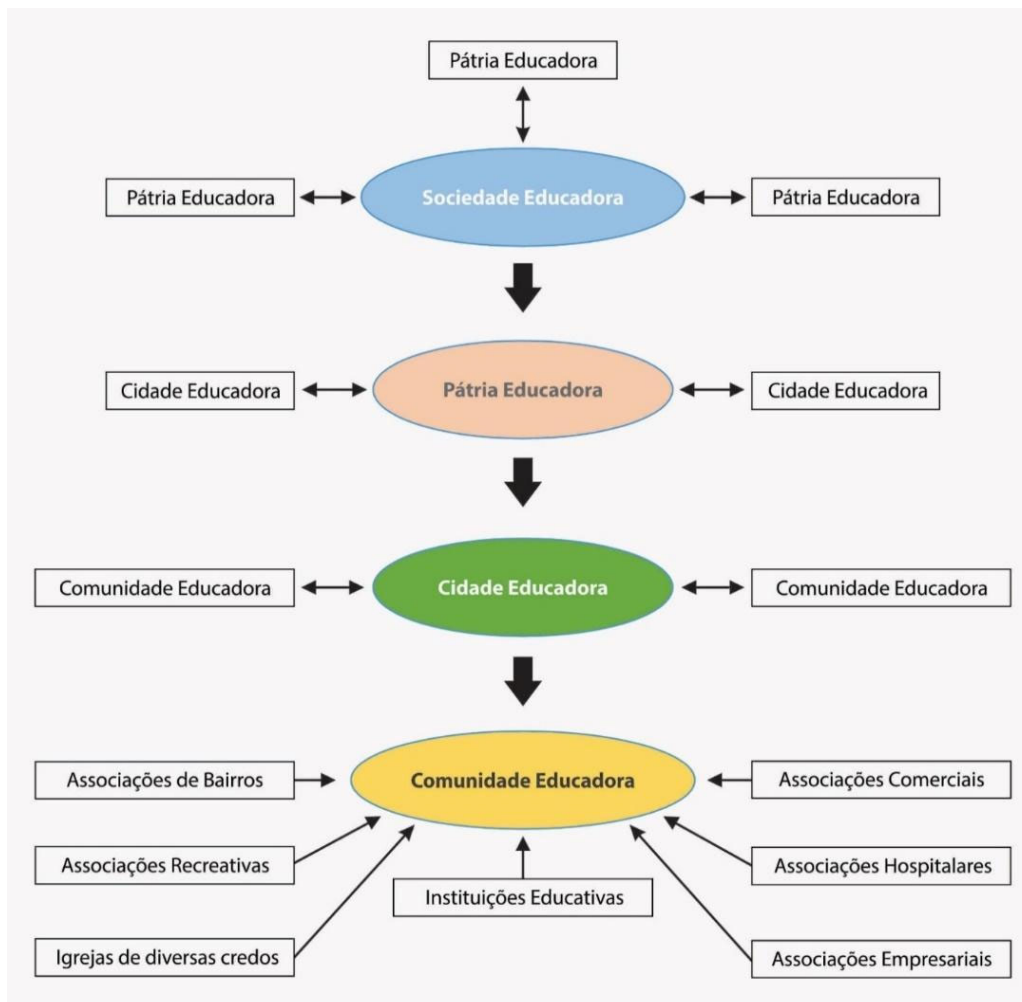 Pátria Educadora
Pátria Educadora
Sociedade Educadora
Pátria Educadora
Cidade Educadora
Pátria Educadora
Cidade Educadora
Comunidade Educadora
Cidade Educadora
Comunidade Educadora
Associações de Bairros
Comunidade Educadora
Associações Comerciais
Associações Recreativas
Associações Hospitalares
Instituições Educativas
Igrejas de diversas credos
Associações Empresariais